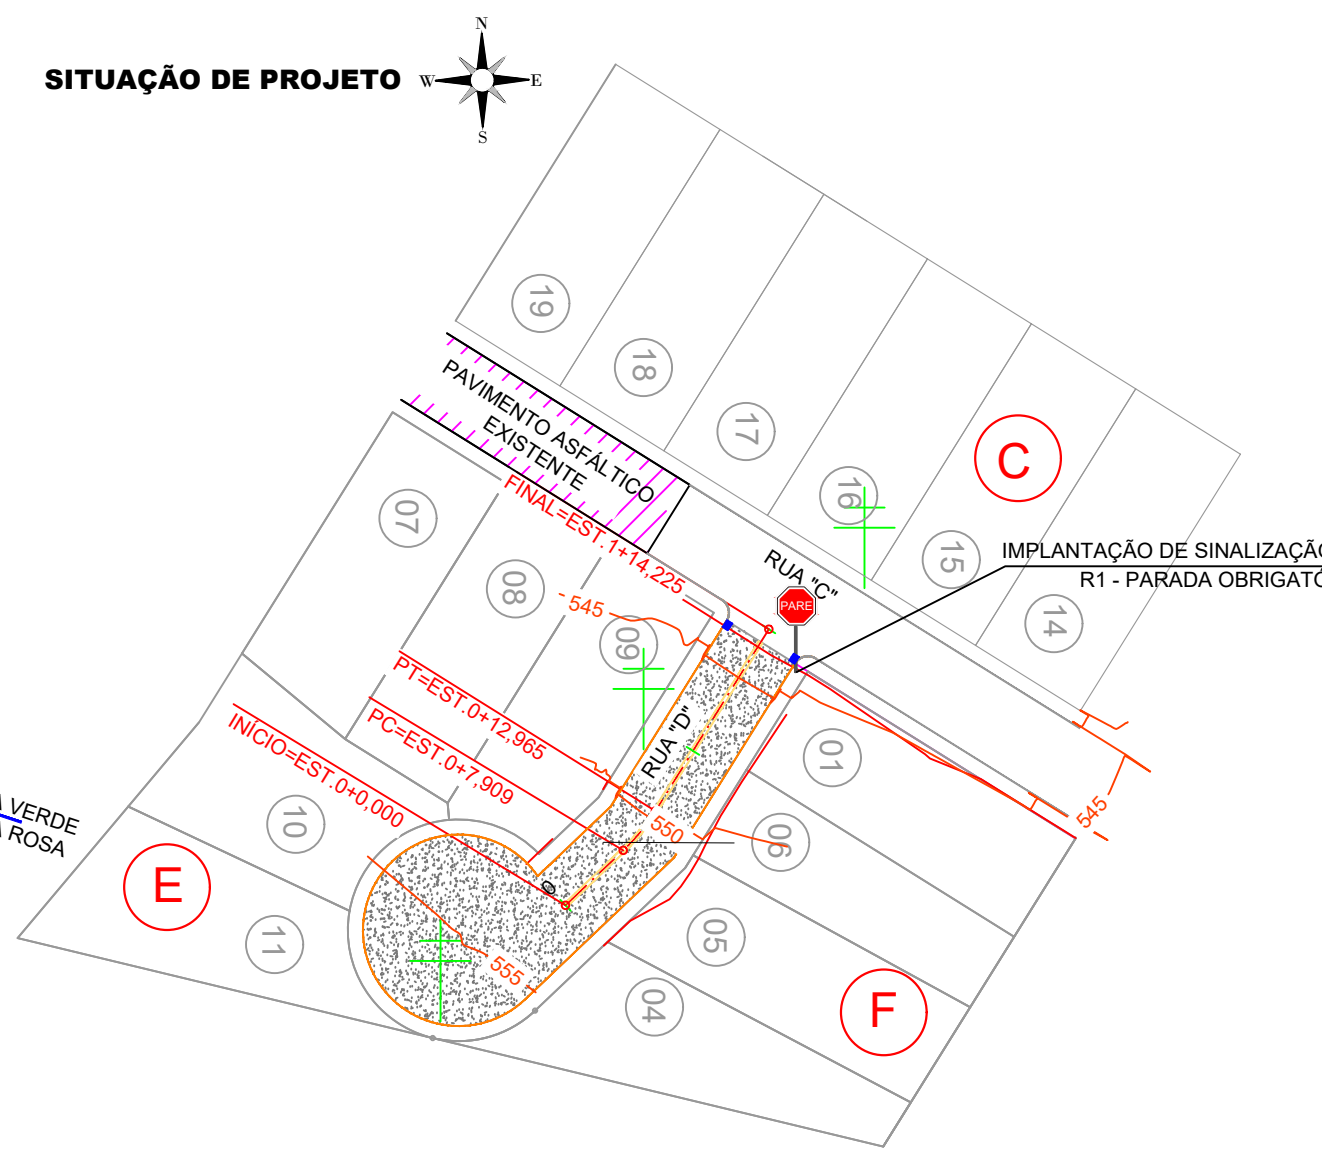 SITUAÇÃO DE PROJETO
N
W
E
S
19
18
17
16
15
14
C
PAVIMENTO ASFÁLTICO
EXISTENTE
FINAL=EST.1+14,225
RUA "C"
PARE
IMPLANTAÇÃO DE SINALIZAÇÃO
R1 - PARADA OBRIGATÓ
07
08
09
545
PT=EST.0+12,965
PC=EST.0+7,909
INÍCIO=EST.0+0,000
RUA "D"
550
545
01
06
05
04
F
VERDE
ROSA
10
E
11
0
555